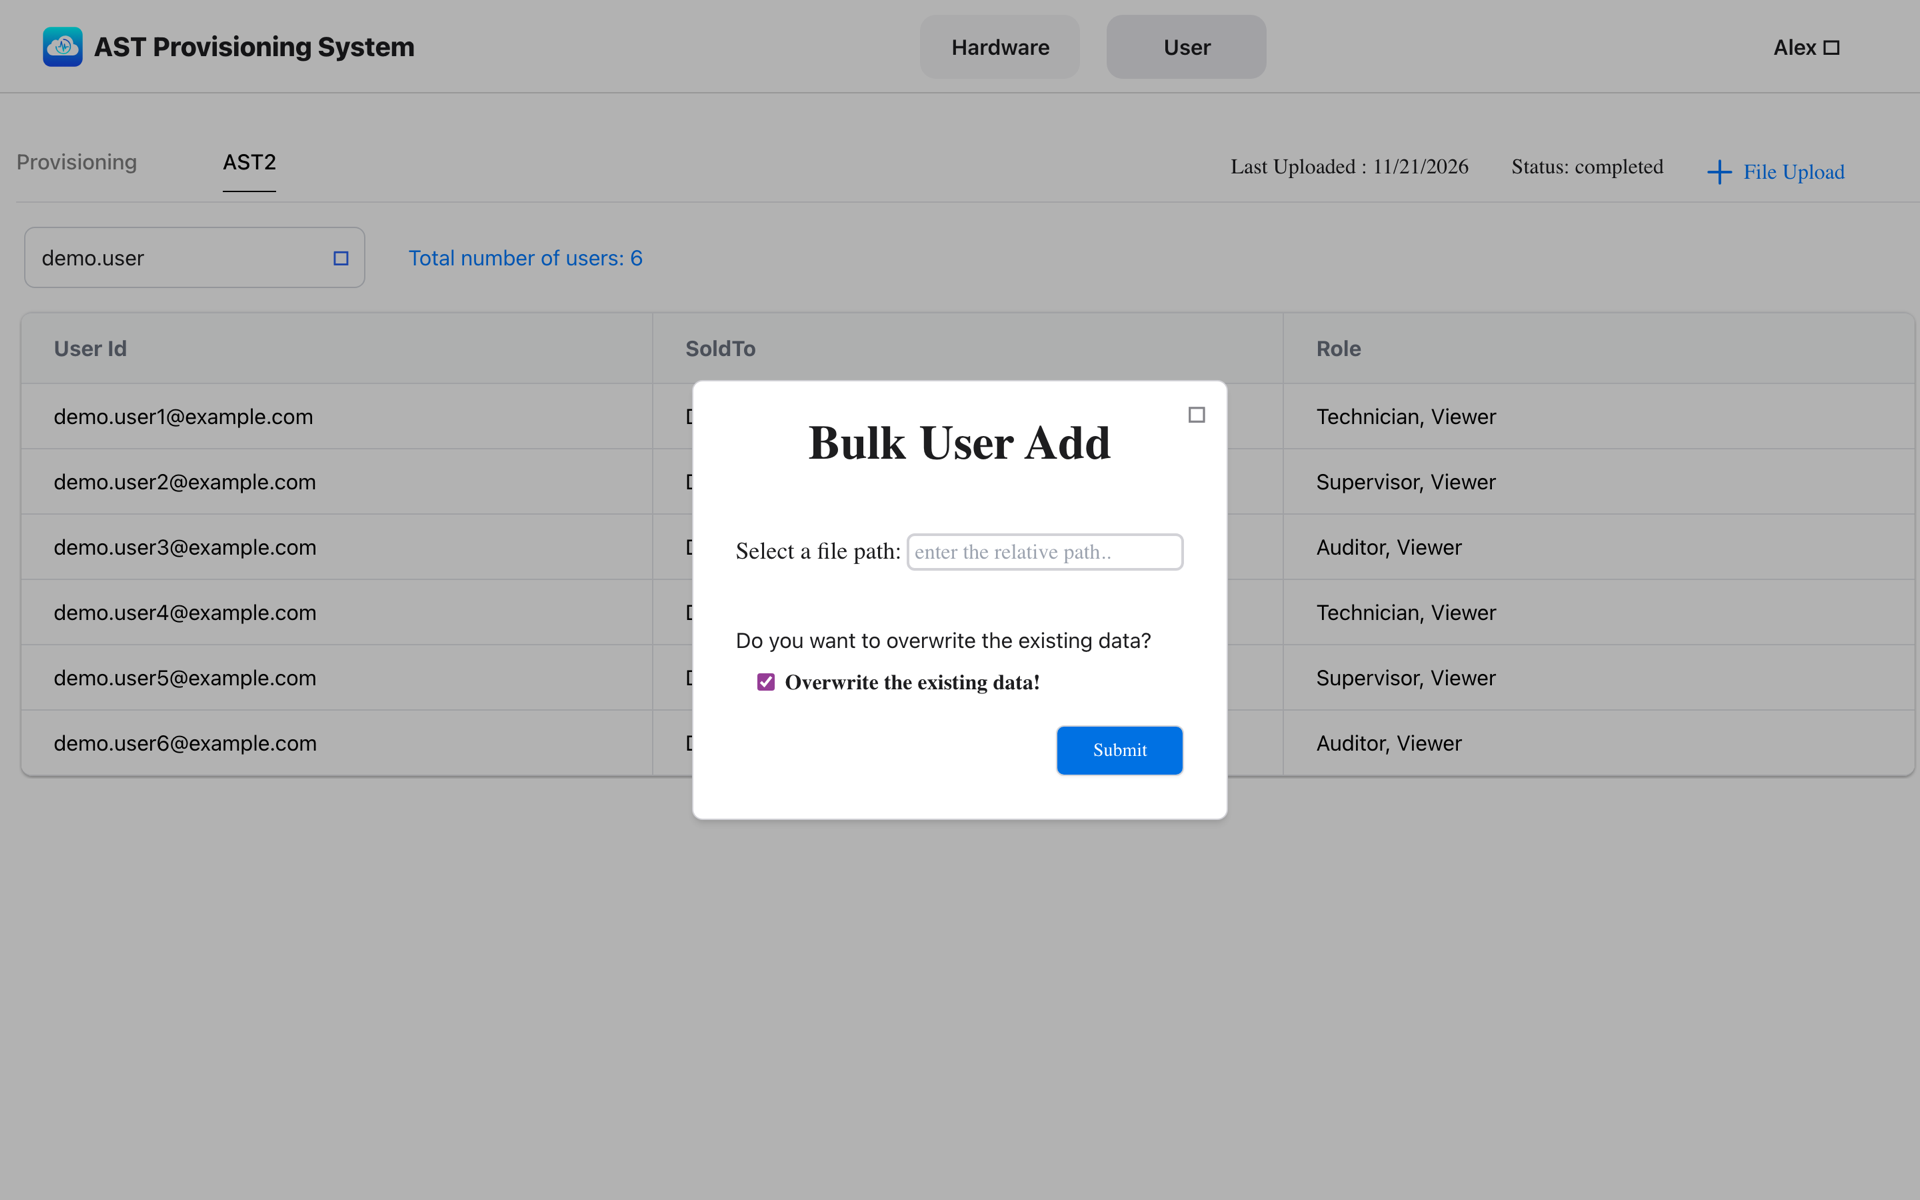 AST Provisioning System
Hardware
User
Alex
Provisioning
AST2
Last Uploaded : 11/21/2026
Status: completed
File Upload
demo.user
Total number of users: 6
User Id
SoldTo
Role
demo.user1@example.com
Technician, Viewer
demo.user2@example.com
Supervisor, Viewer
demo.user3@example.com
Auditor, Viewer
demo.user4@example.com
Technician, Viewer
demo.user5@example.com
Supervisor, Viewer
demo.user6@example.com
Auditor, Viewer
Bulk User Add
Select a file path: enter the relative path..
Do you want to overwrite the existing data?
Overwrite the existing data!
Submit